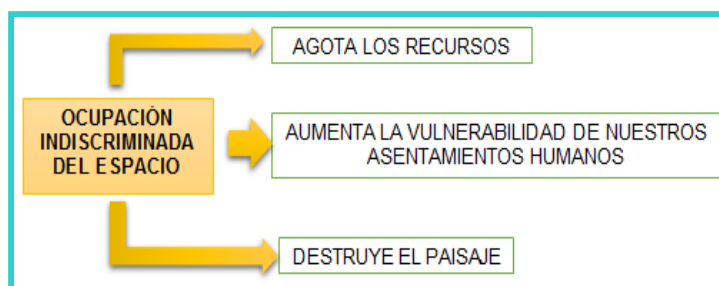 AGOTA LOS RECURSOS
OCUPACIÓN
INDISCRIMINADA
DEL ESPACIO
AUMENTA LA VULNERABILIDAD DE NUESTROS
ASENTAMIENTOS HUMANOS
DESTRUYE EL PAISAJE